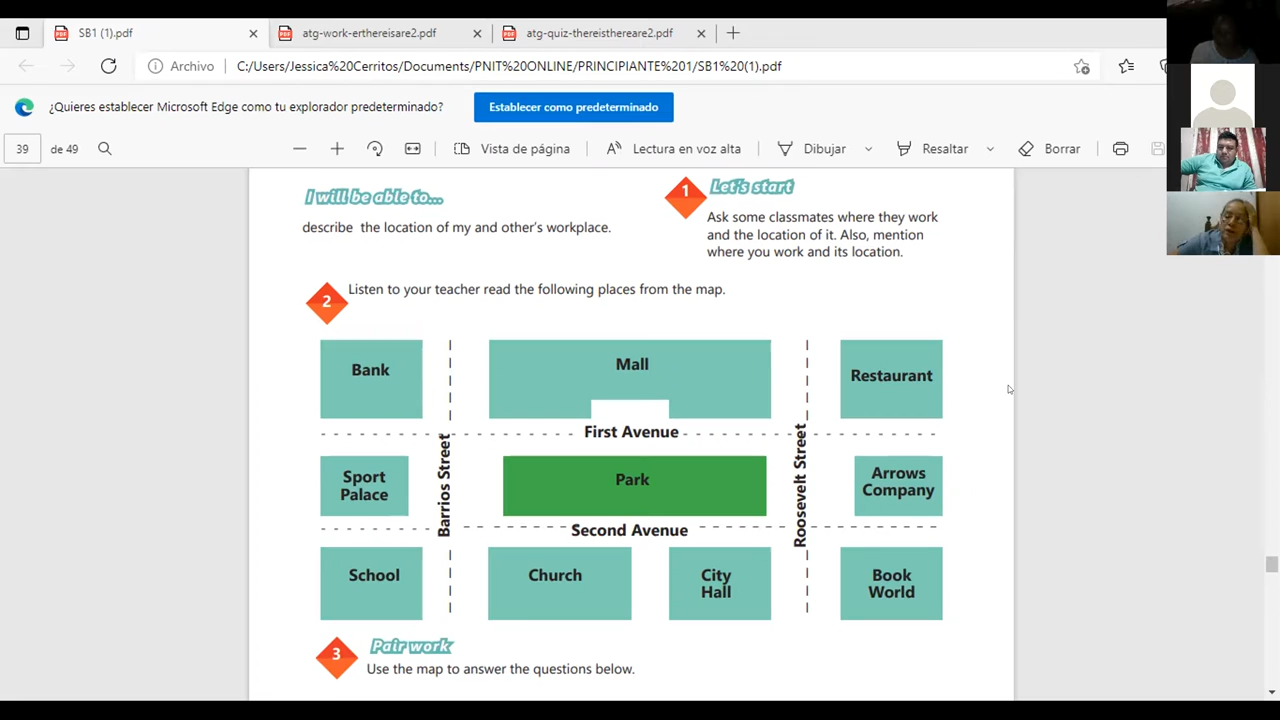 SB1 (1).pdf
atg-work-erthereisare2.pdf
atg-quiz-thereisthereare2.pdf
Archivo
C:/Users/Jessica%20Cerritos/Documents/PNIT%20ONLINE/PRINCIPIANTE%201/SB1%20(1).pdf
¿Quieres establecer Microsoft Edge como tu explorador predeterminado?
Establecer como predeterminado
39 de 49
Vista de página
Lectura en voz alta
Dibujar
Resaltar
Borrar
I will be able to...
describe the location of my and other's workplace.
1
Let's start
Ask some classmates where they work
and the location of it. Also, mention
where you work and its location.
2
Listen to your teacher read the following places from the map.
Bank
Mall
Restaurant
First Avenue
Sport
Palace
Barrios Street
Park
Roosevelt Street
Arrows
Company
Second Avenue
School
Church
City
Hall
Book
World
3
Pair work
Use the map to answer the questions below.